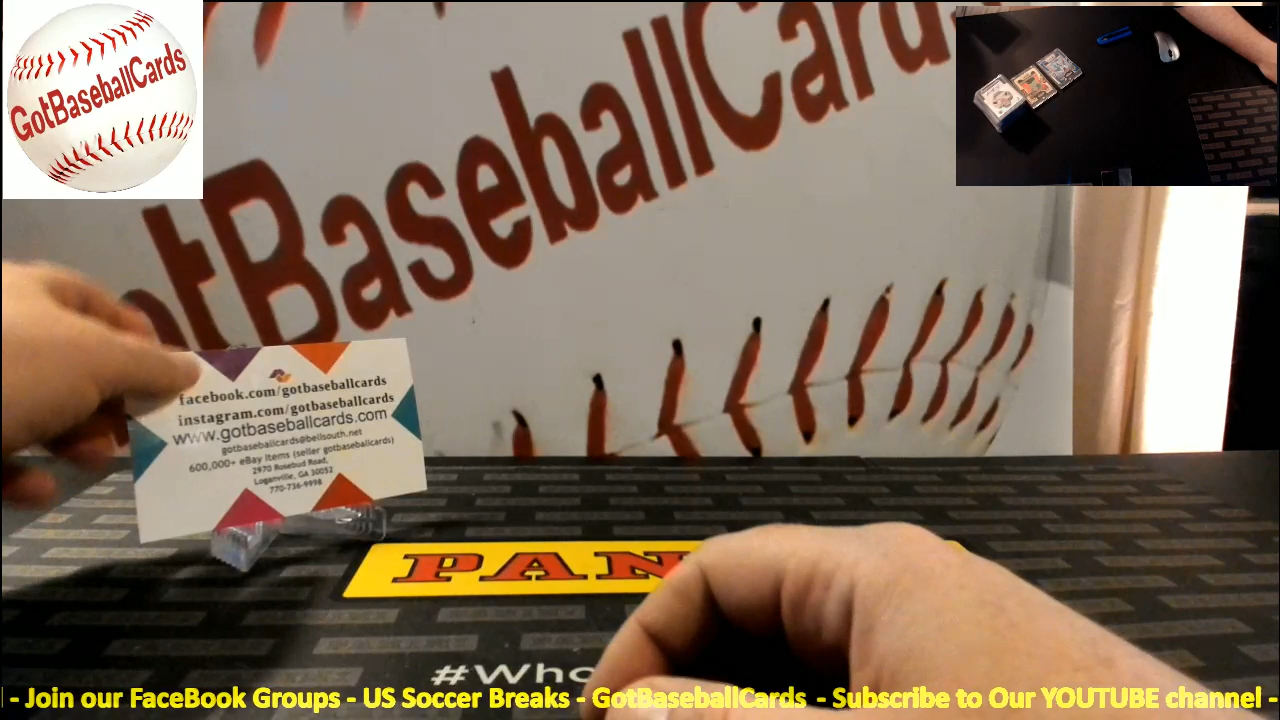 GotBaseballCards
GotBaseballCard
facebook.com/gotbaseballcards
instagram.com/gotbaseballcards
www.gotbaseballcards.com
gotbaseballcards@bellsouth.net
600,000+ eBay items (seller gotbaseballcards)
2970 Rosebud Road,
Loganville, GA 30052
770-736-9998
PAN
#Who
- Join our FaceBook Groups - US Soccer Breaks - GotBaseballCards - Subscribe to Our YOUTUBE channel -